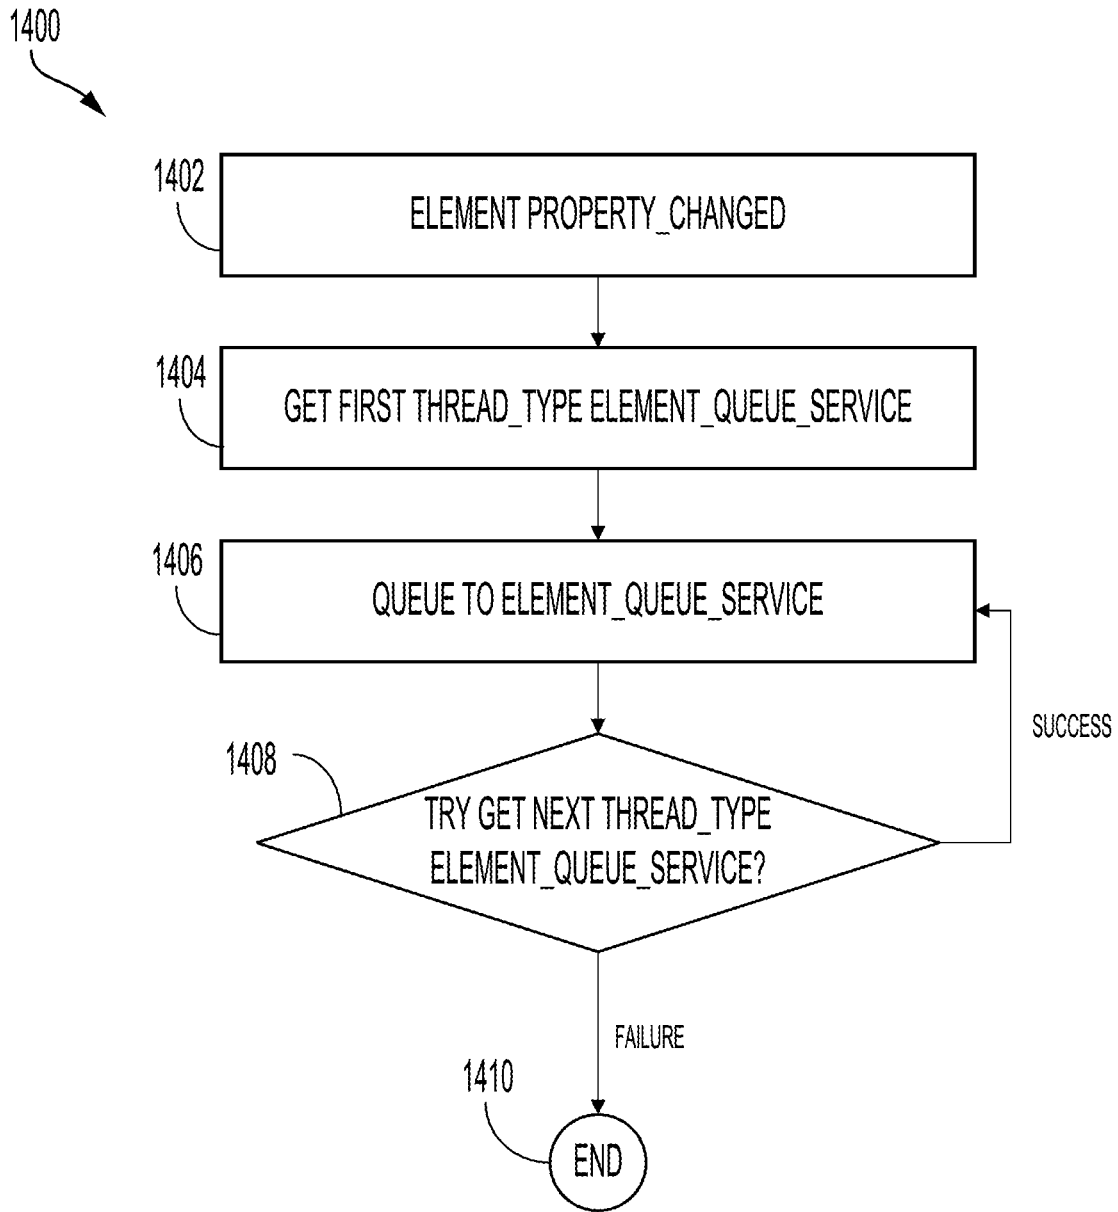 1400
1402
ELEMENT PROPERTY_CHANGED
1404
GET FIRST THREAD_TYPE ELEMENT_QUEUE_SERVICE
1406
QUEUE TO ELEMENT_QUEUE_SERVICE
SUCCESS
1408
TRY GET NEXT THREAD_TYPE
ELEMENT_QUEUE_SERVICE?
FAILURE
1410
END